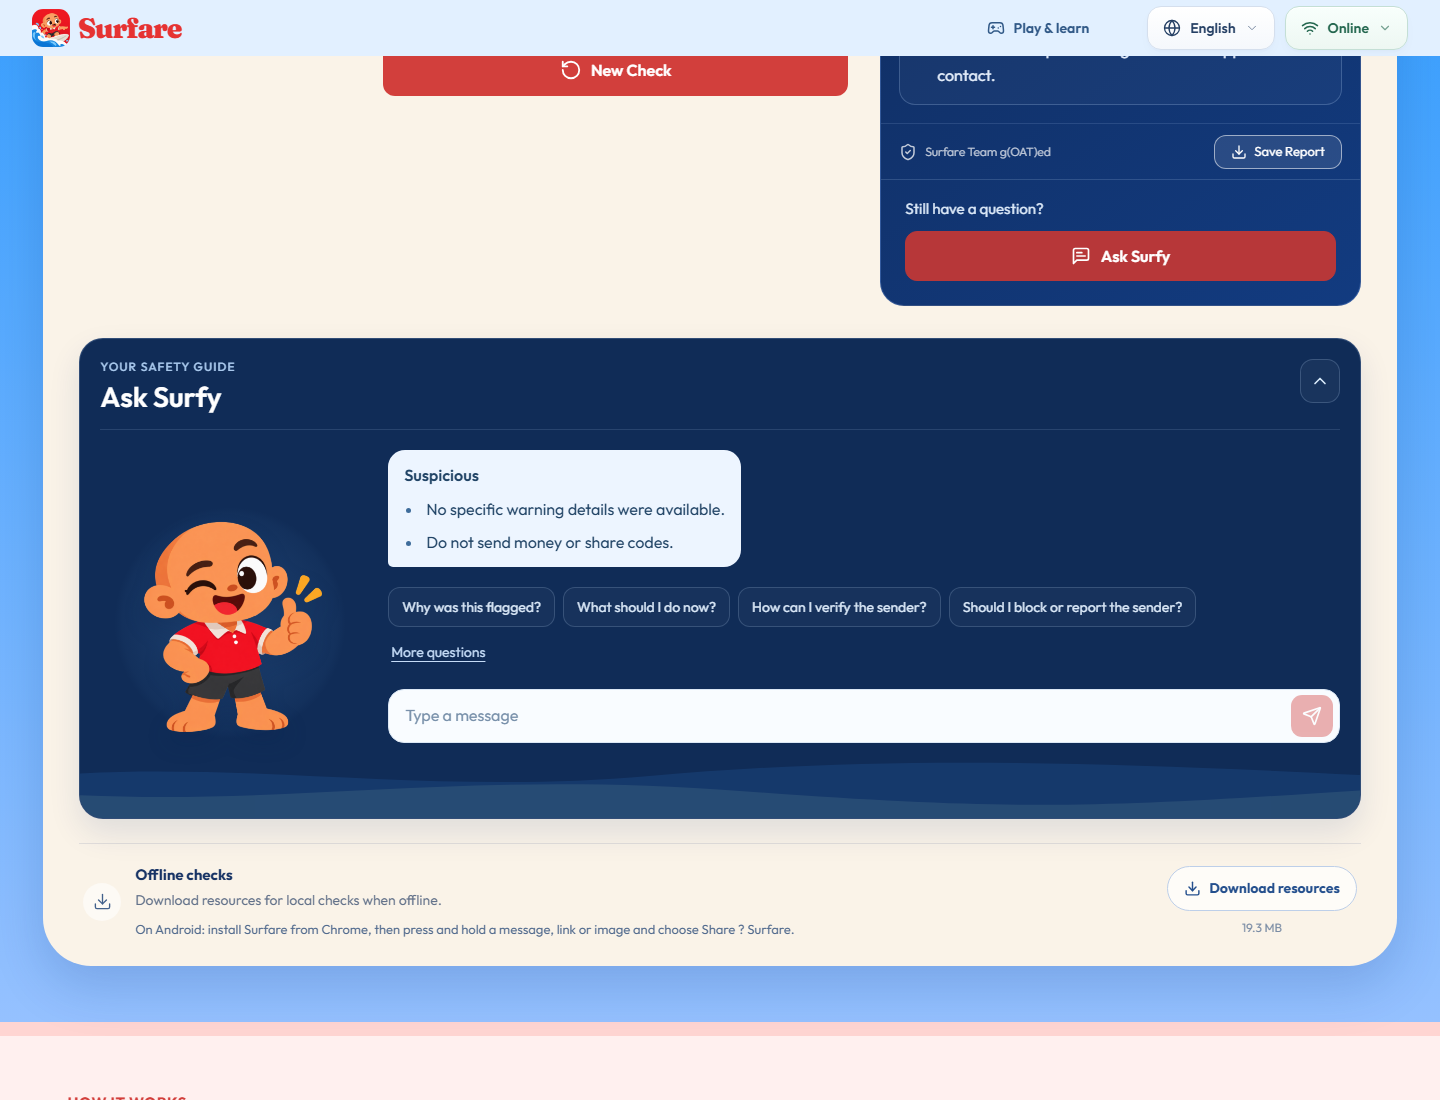 Surfare
Play & learn
English
Online
New Check
contact.
Surfare Team g(OAT)ed
Save Report
Still have a question?
Ask Surfy
YOUR SAFETY GUIDE
Ask Surfy
Suspicious
• No specific warning details were available.
• Do not send money or share codes.
Why was this flagged?
What should I do now?
How can I verify the sender?
Should I block or report the sender?
More questions
Type a message
Offline checks
Download resources for local checks when offline.
On Android: install Surfare from Chrome, then press and hold a message, link or image and choose Share ? Surfare.
Download resources
19.3 MB
HOW IT WORKS